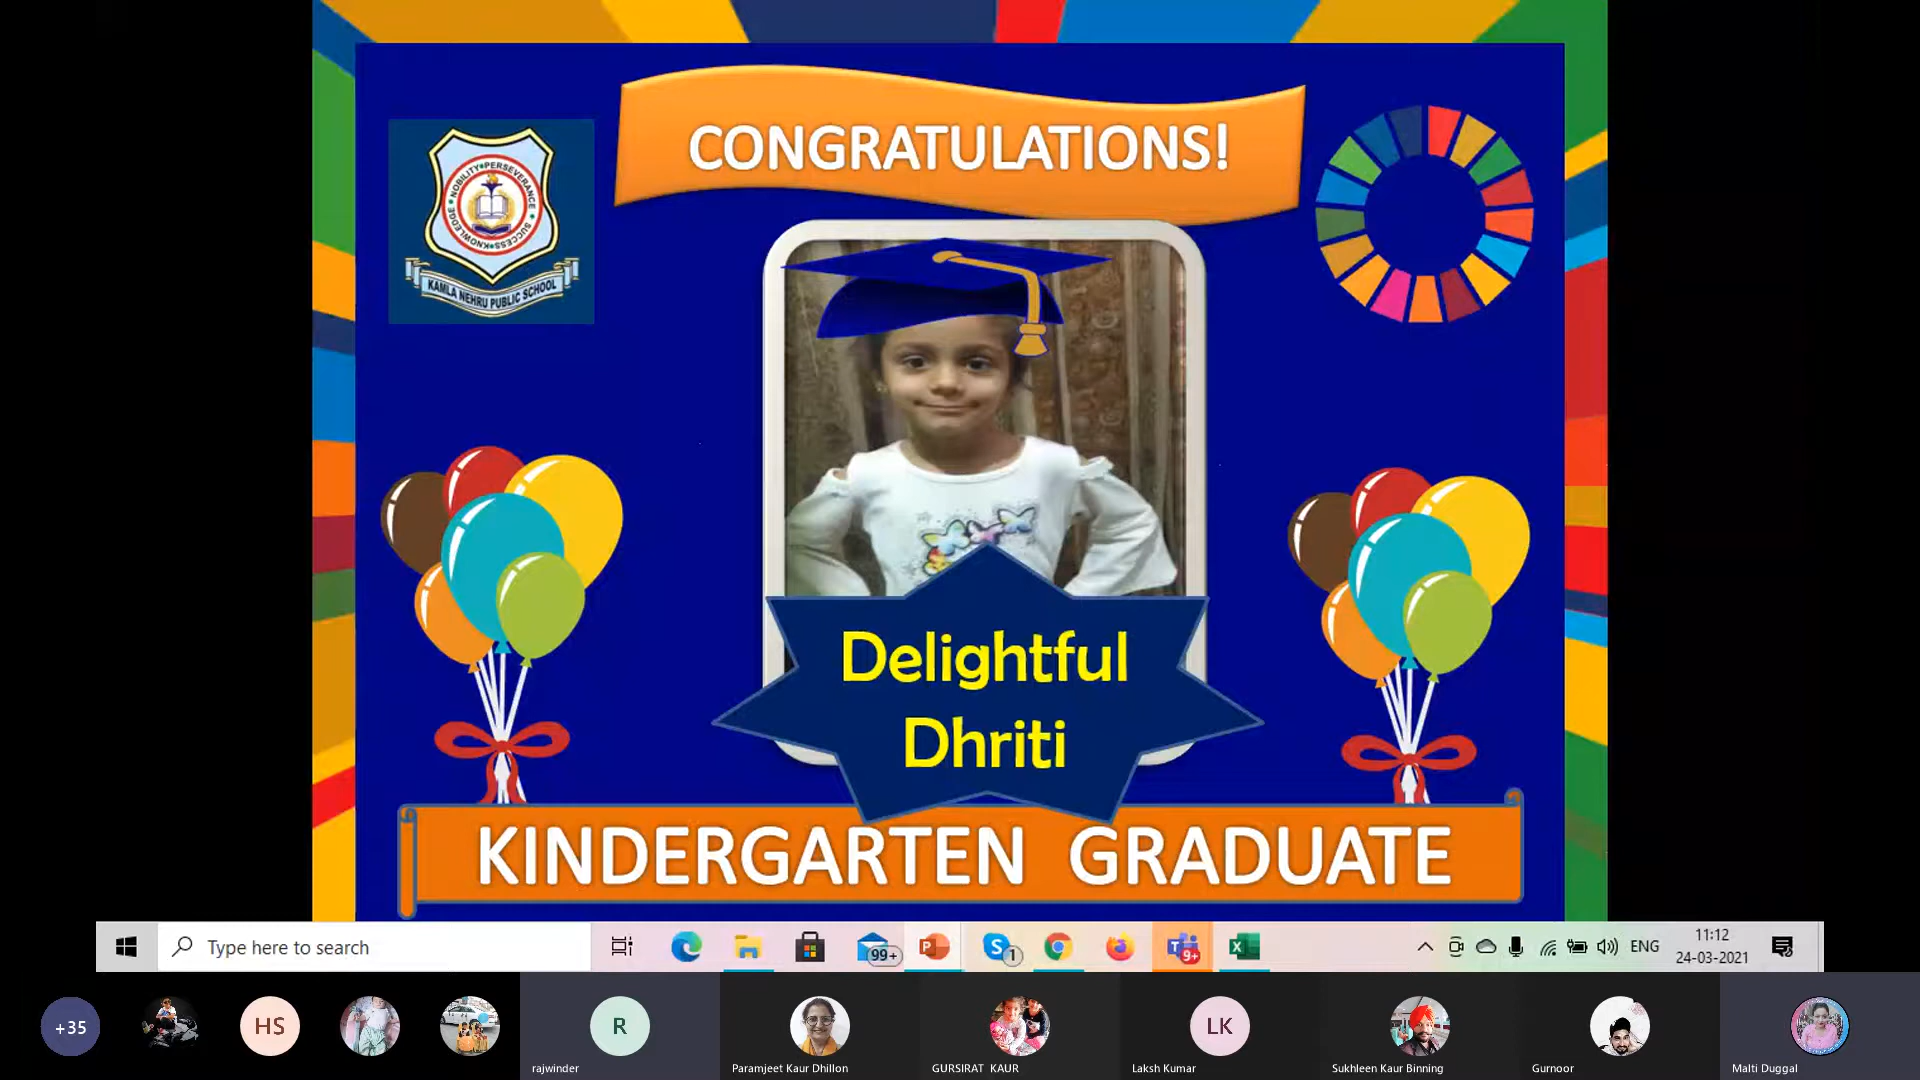 CONGRATULATIONS!
NOBILITY•PERSEVERANCE
SUCCESS•KNOWLEDGE
KAMLA NEHRU PUBLIC SCHOOL
Delightful
Dhriti
KINDERGARTEN GRADUATE
Type here to search
99+
1
9+
ENG
11:12
24-03-2021
+35
HS
R
LK
rajwinder
Paramjeet Kaur Dhillon
GURSIRAT KAUR
Laksh Kumar
Sukhleen Kaur Binning
Gurnoor
Malti Duggal